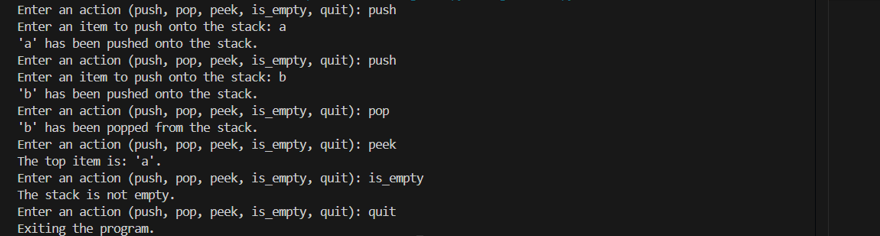 Enter an action (push, pop, peek, is_empty, quit): push
Enter an item to push onto the stack: a
'a' has been pushed onto the stack.
Enter an action (push, pop, peek, is_empty, quit): push
Enter an item to push onto the stack: b
'b' has been pushed onto the stack.
Enter an action (push, pop, peek, is_empty, quit): pop
'b' has been popped from the stack.
Enter an action (push, pop, peek, is_empty, quit): peek
The top item is: 'a'.
Enter an action (push, pop, peek, is_empty, quit): is_empty
The stack is not empty.
Enter an action (push, pop, peek, is_empty, quit): quit
Exiting the program.